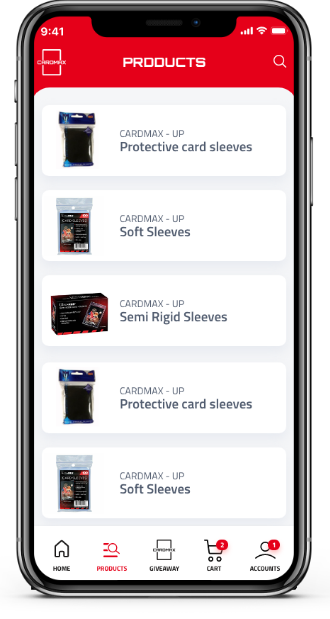 9:41
CARDMAX
PRODUCTS
CARDMAX - UP
Protective card sleeves
CARDMAX - UP
Soft Sleeves
CARDMAX - UP
Semi Rigid Sleeves
CARDMAX - UP
Protective card sleeves
CARDMAX - UP
Soft Sleeves
2
1
CARDMAX
HOME
PRODUCTS
GIVEAWAY
CART
ACCOUNTS